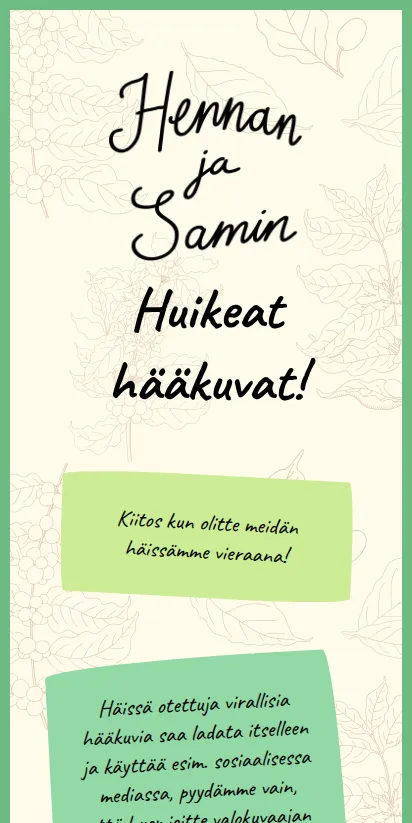 Hennan
ja
Samin
Huikeat
hääkuvat!
Kiitos kun olitte meidän
häissämme vieraana!
Häissä otettuja virallisia
hääkuvia saa ladata itselleen
ja käyttää esim. sosiaalisessa
mediassa, pyydämme vain,
valokuvaajan